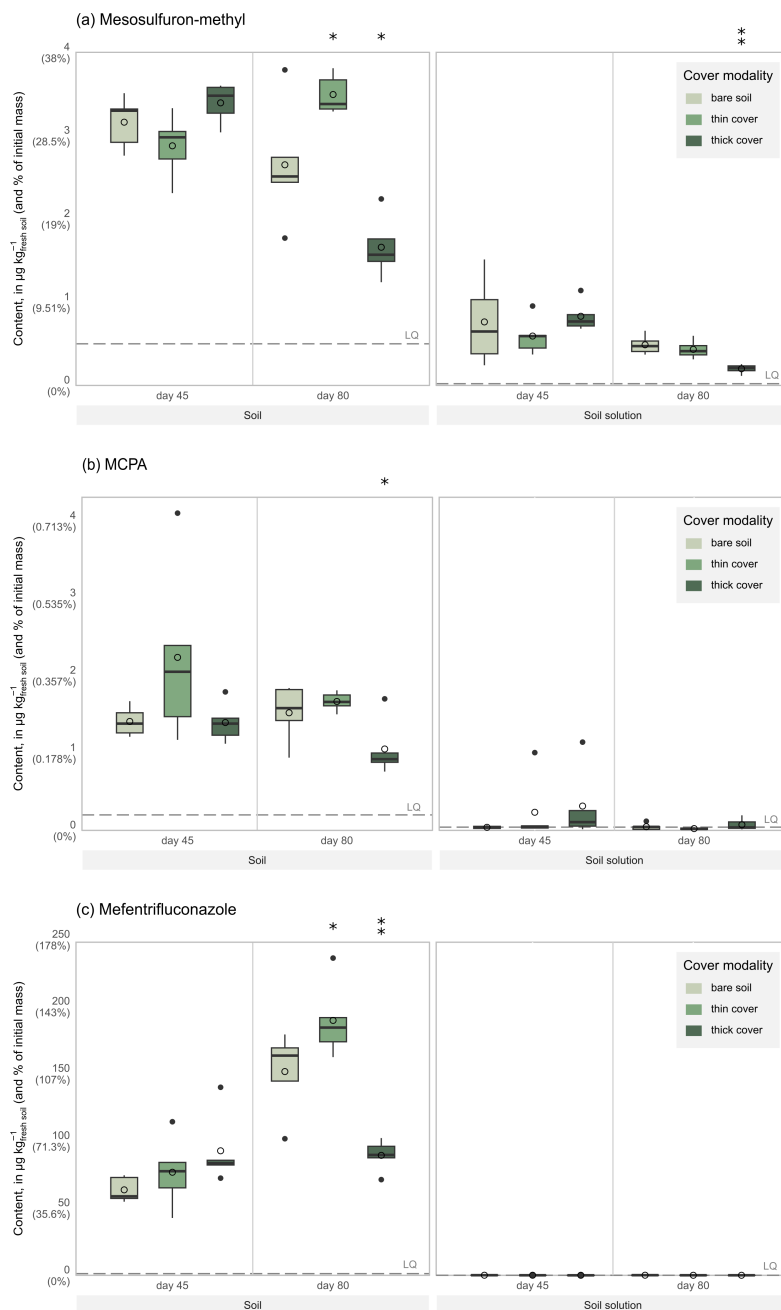 (a) Mesosulfuron-methyl
Content, in µg kg⁻¹ fresh soil (and % of initial mass)
4
(38%)
3
(28.5%)
2
(19%)
1
(9.51%)
0
(0%)
* * **
LQ
LQ
Cover modality
bare soil
thin cover
thick cover
day 45 day 80 day 45 day 80
Soil Soil solution
(b) MCPA
Content, in µg kg⁻¹ fresh soil (and % of initial mass)
4
(0.713%)
3
(0.535%)
2
(0.357%)
1
(0.178%)
0
(0%)
*
LQ
LQ
Cover modality
bare soil
thin cover
thick cover
day 45 day 80 day 45 day 80
Soil Soil solution
(c) Mefentrifluconazole
Content, in µg kg⁻¹ fresh soil (and % of initial mass)
250
(178%)
200
(143%)
150
(107%)
100
(71.3%)
50
(35.6%)
0
(0%)
* **
LQ
LQ
Cover modality
bare soil
thin cover
thick cover
day 45 day 80 day 45 day 80
Soil Soil solution